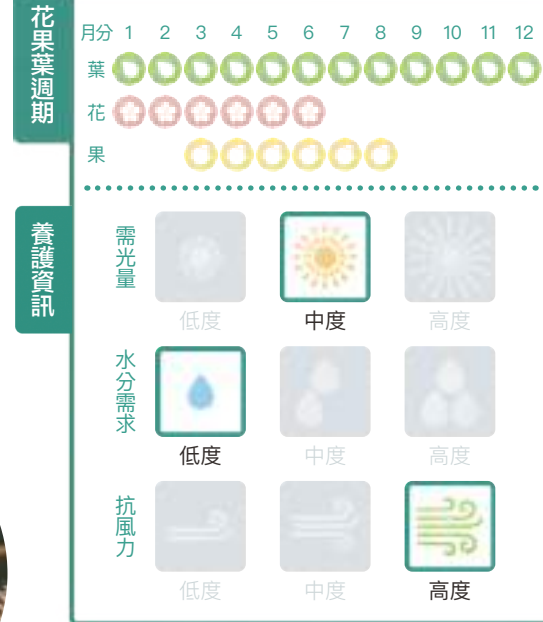 花果葉週期
月分 1 2 3 4 5 6 7 8 9 10 11 12
葉
花
果
養護資訊
需光量
低度 中度 高度
水分需求
低度 中度 高度
抗風力
低度 中度 高度